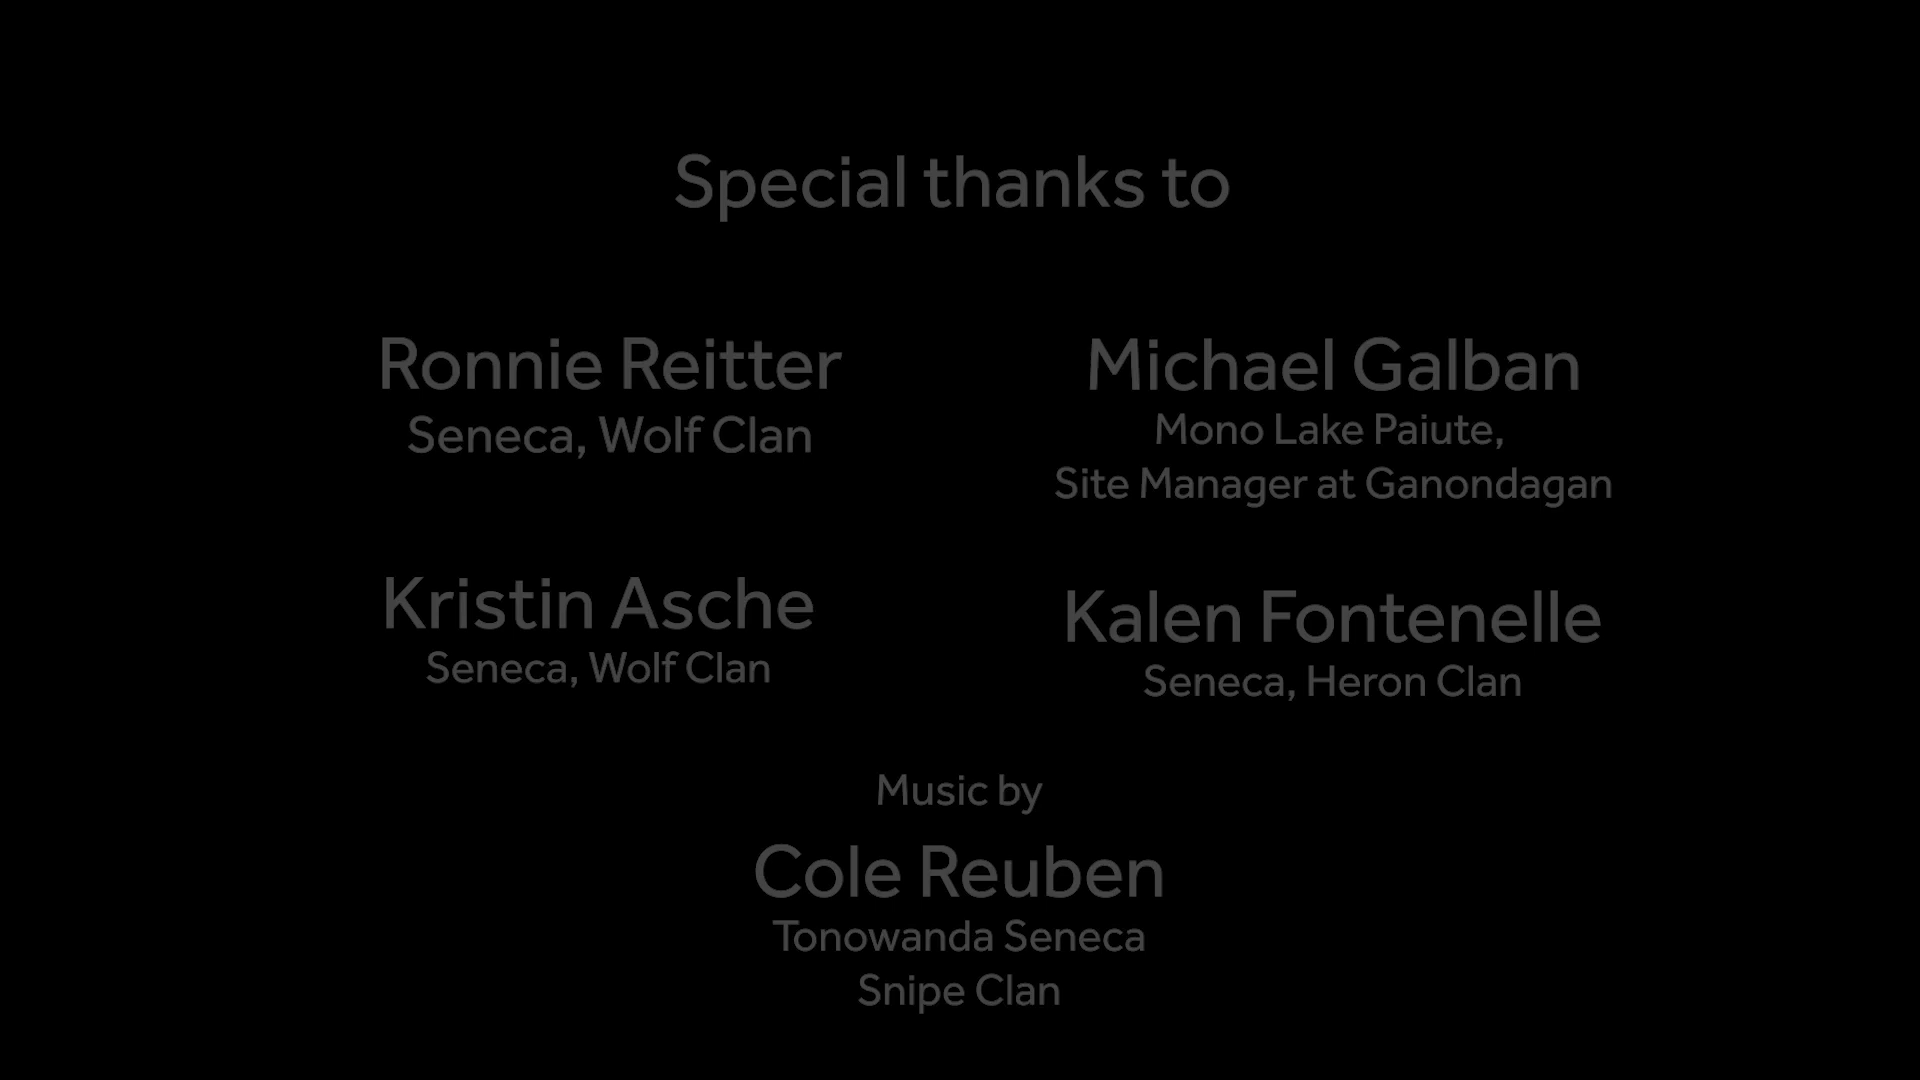 Special thanks to
Ronnie Reitter
Seneca, Wolf Clan
Michael Galban
Mono Lake Paiute,
Site Manager at Ganondagan
Kristin Asche
Seneca, Wolf Clan
Kalen Fontenelle
Seneca, Heron Clan
Music by
Cole Reuben
Tonowanda Seneca
Snipe Clan